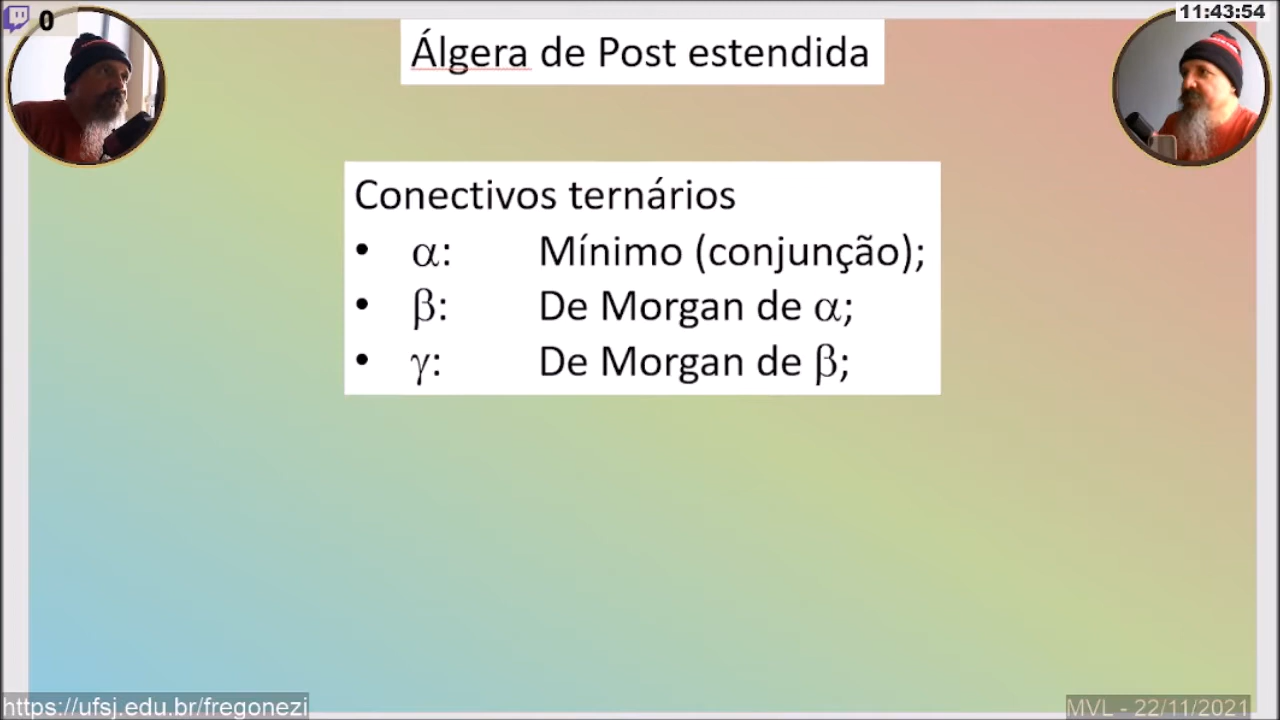 0
11:43:54
Álgera de Post estendida
Conectivos ternários
• α: Mínimo (conjunção);
• β: De Morgan de α;
• γ: De Morgan de β;
https://ufsj.edu.br/fregonezi
MVL - 22/11/2021